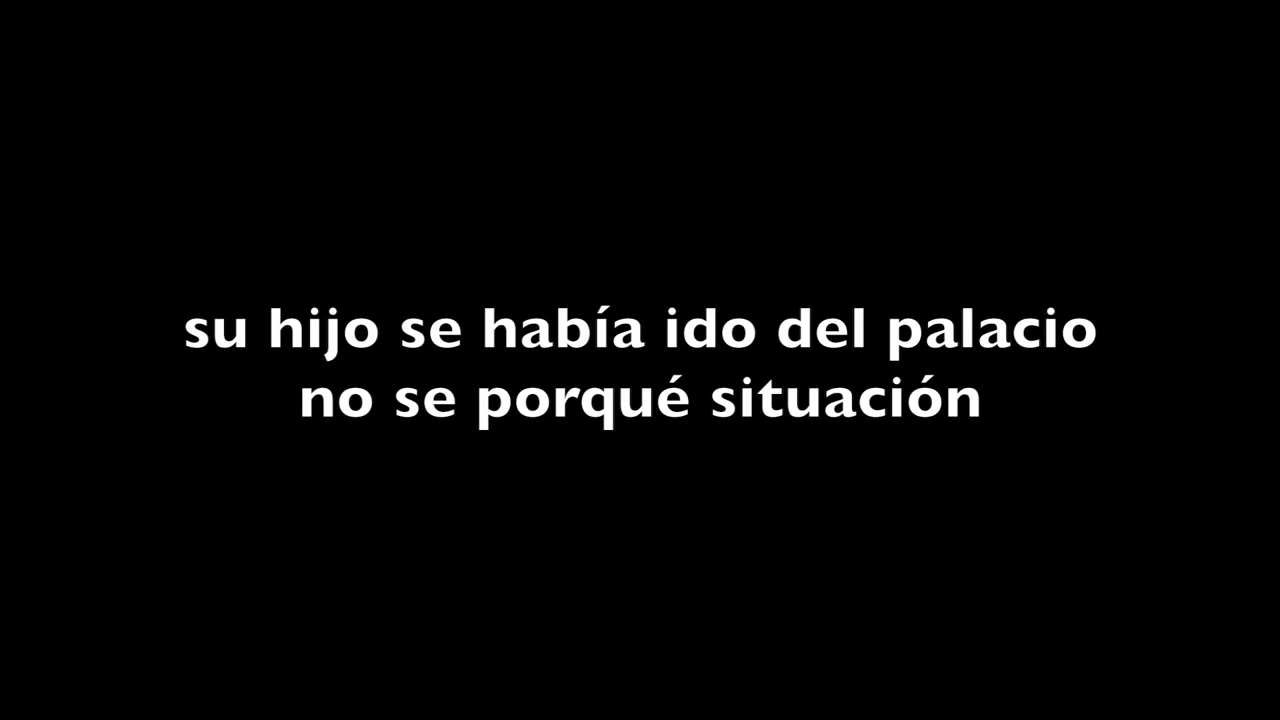 su hijo se había ido del palacio
no se porqué situación